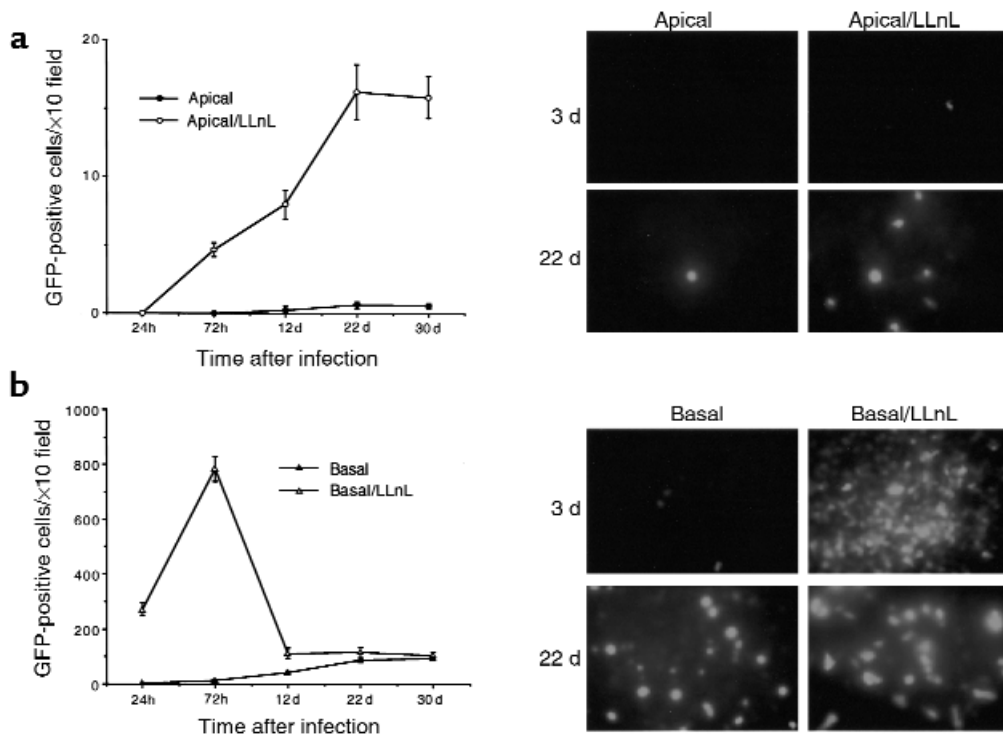 a
20
10
0
GFP-positive cells/×10 field
Apical
Apical/LLnL
24h 72h 12d 22d 30d
Time after infection
Apical Apical/LLnL
3 d
22 d
b
1000
800
600
400
200
0
GFP-positive cells/×10 field
Basal
Basal/LLnL
24h 72h 12d 22d 30d
Time after infection
Basal Basal/LLnL
3 d
22 d